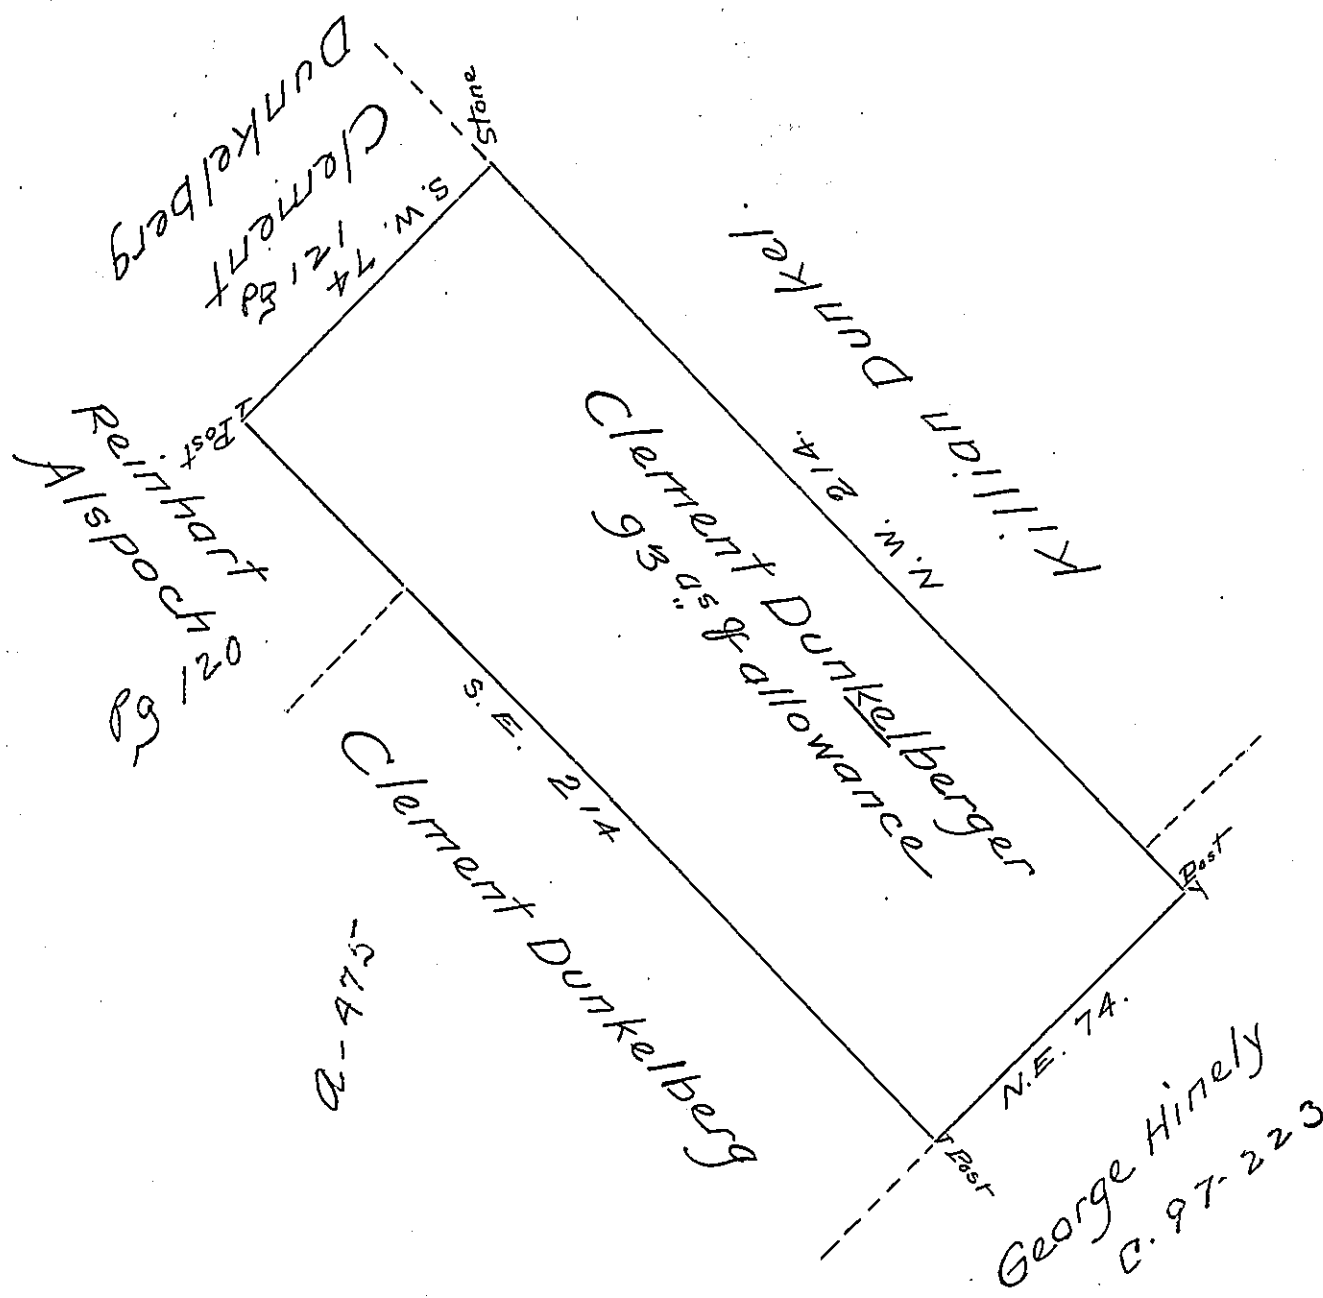 Dunkelberg
Clement
Pg 121
S.W. 74
Stone
Post
Reinhart
Alspoch
Pg 120
Killian Dunkel
N.W. 214.
Clement Dunkelberger
93 as & allowance
S.E. 214
Clement Dunkelberg
a-475
Post
N.E. 74.
Post
George Hinely
C. 97-223